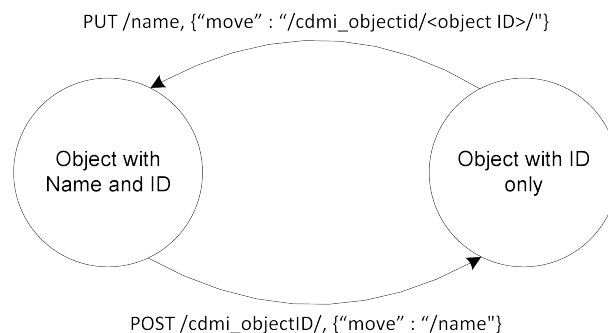 PUT /name, {“move” : “/cdmi_objectid/<object ID>/"}
Object with
Name and ID
Object with ID
only
POST /cdmi_objectID/, {“move” : “/name"}